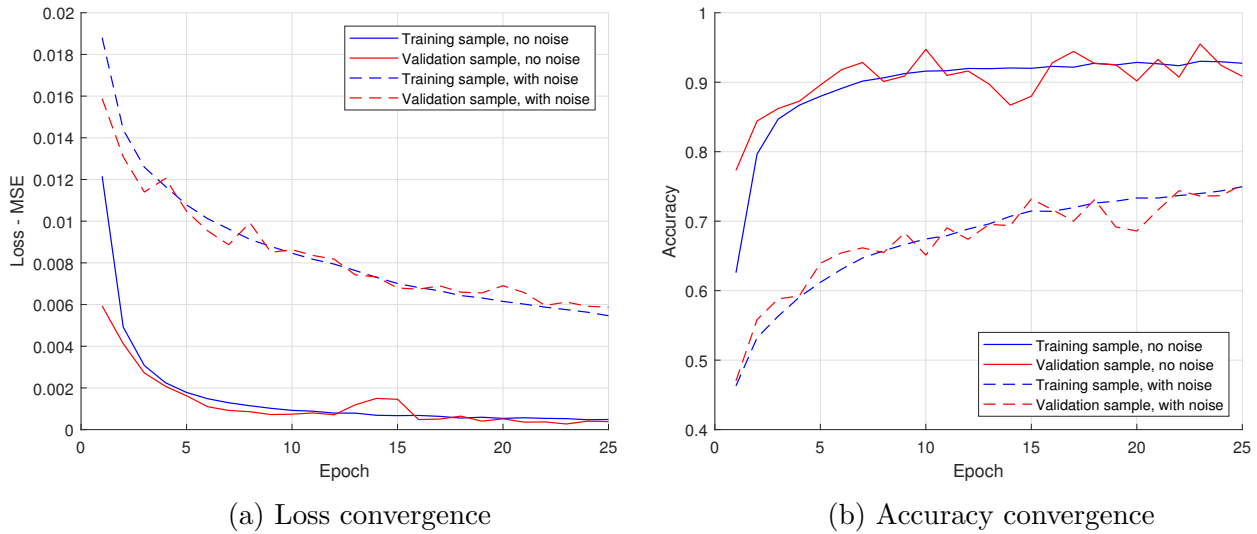 0.02
0.018
0.016
0.014
0.012
0.01
0.008
0.006
0.004
0.002
0
Loss - MSE
Training sample, no noise
Validation sample, no noise
Training sample, with noise
Validation sample, with noise
0 5 10 15 20 25
Epoch
(a) Loss convergence
1
0.9
0.8
0.7
0.6
0.5
0.4
Accuracy
Training sample, no noise
Validation sample, no noise
Training sample, with noise
Validation sample, with noise
0 5 10 15 20 25
Epoch
(b) Accuracy convergence